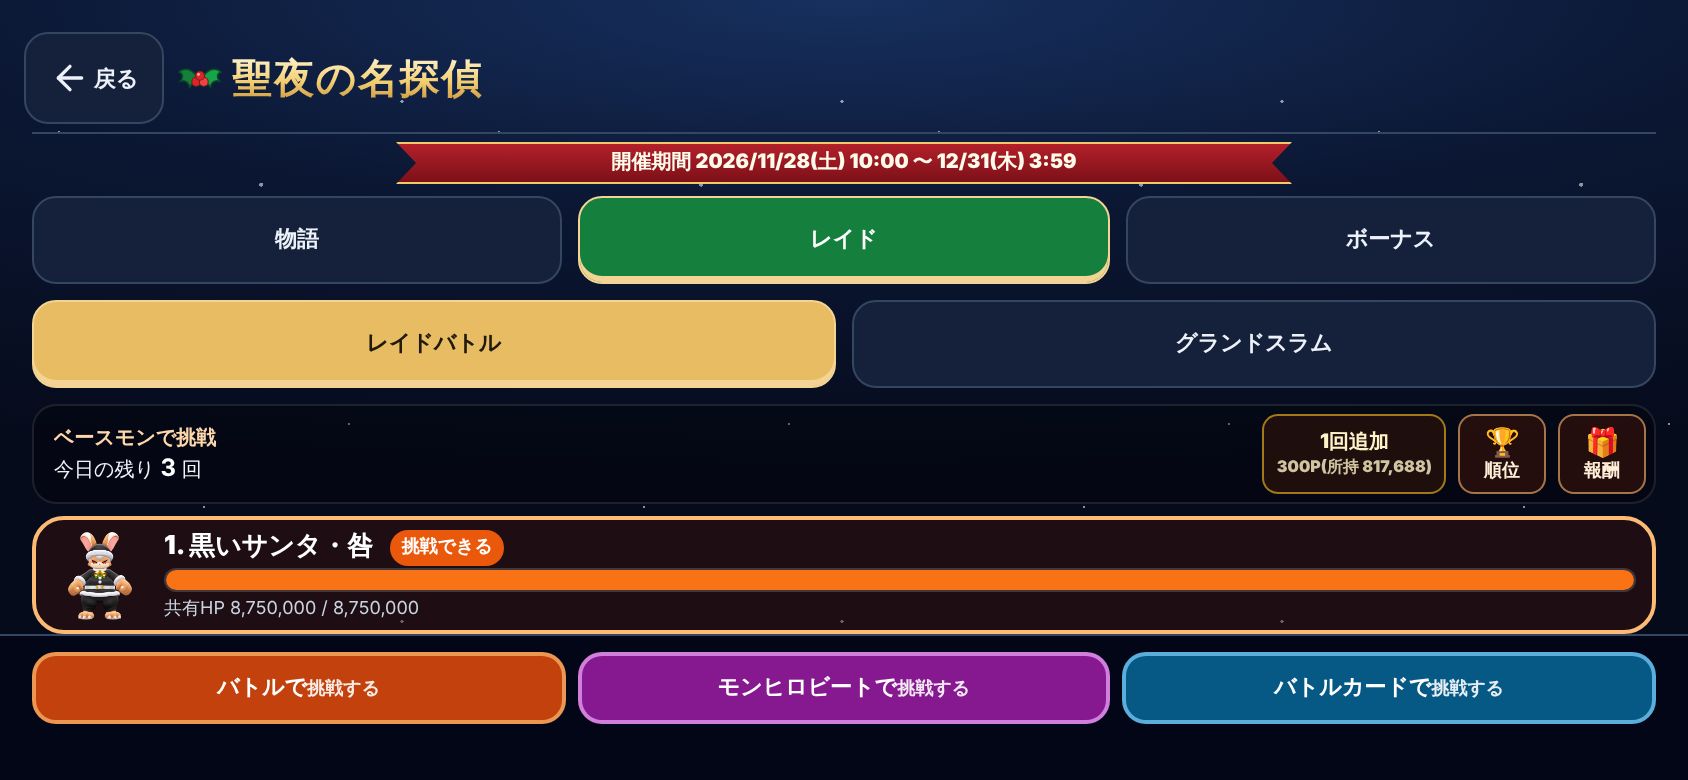 戻る
聖夜の名探偵
開催期間 2026/11/28(土) 10:00 〜 12/31(木) 3:59
物語
レイド
ボーナス
レイドバトル
グランドスラム
ベースモンで挑戦
今日の残り 3 回
1回追加
300P(所持 817,688)
順位
報酬
1. 黒いサンタ・咎
挑戦できる
共有HP 8,750,000 / 8,750,000
バトルで挑戦する
モンヒロビートで挑戦する
バトルカードで挑戦する